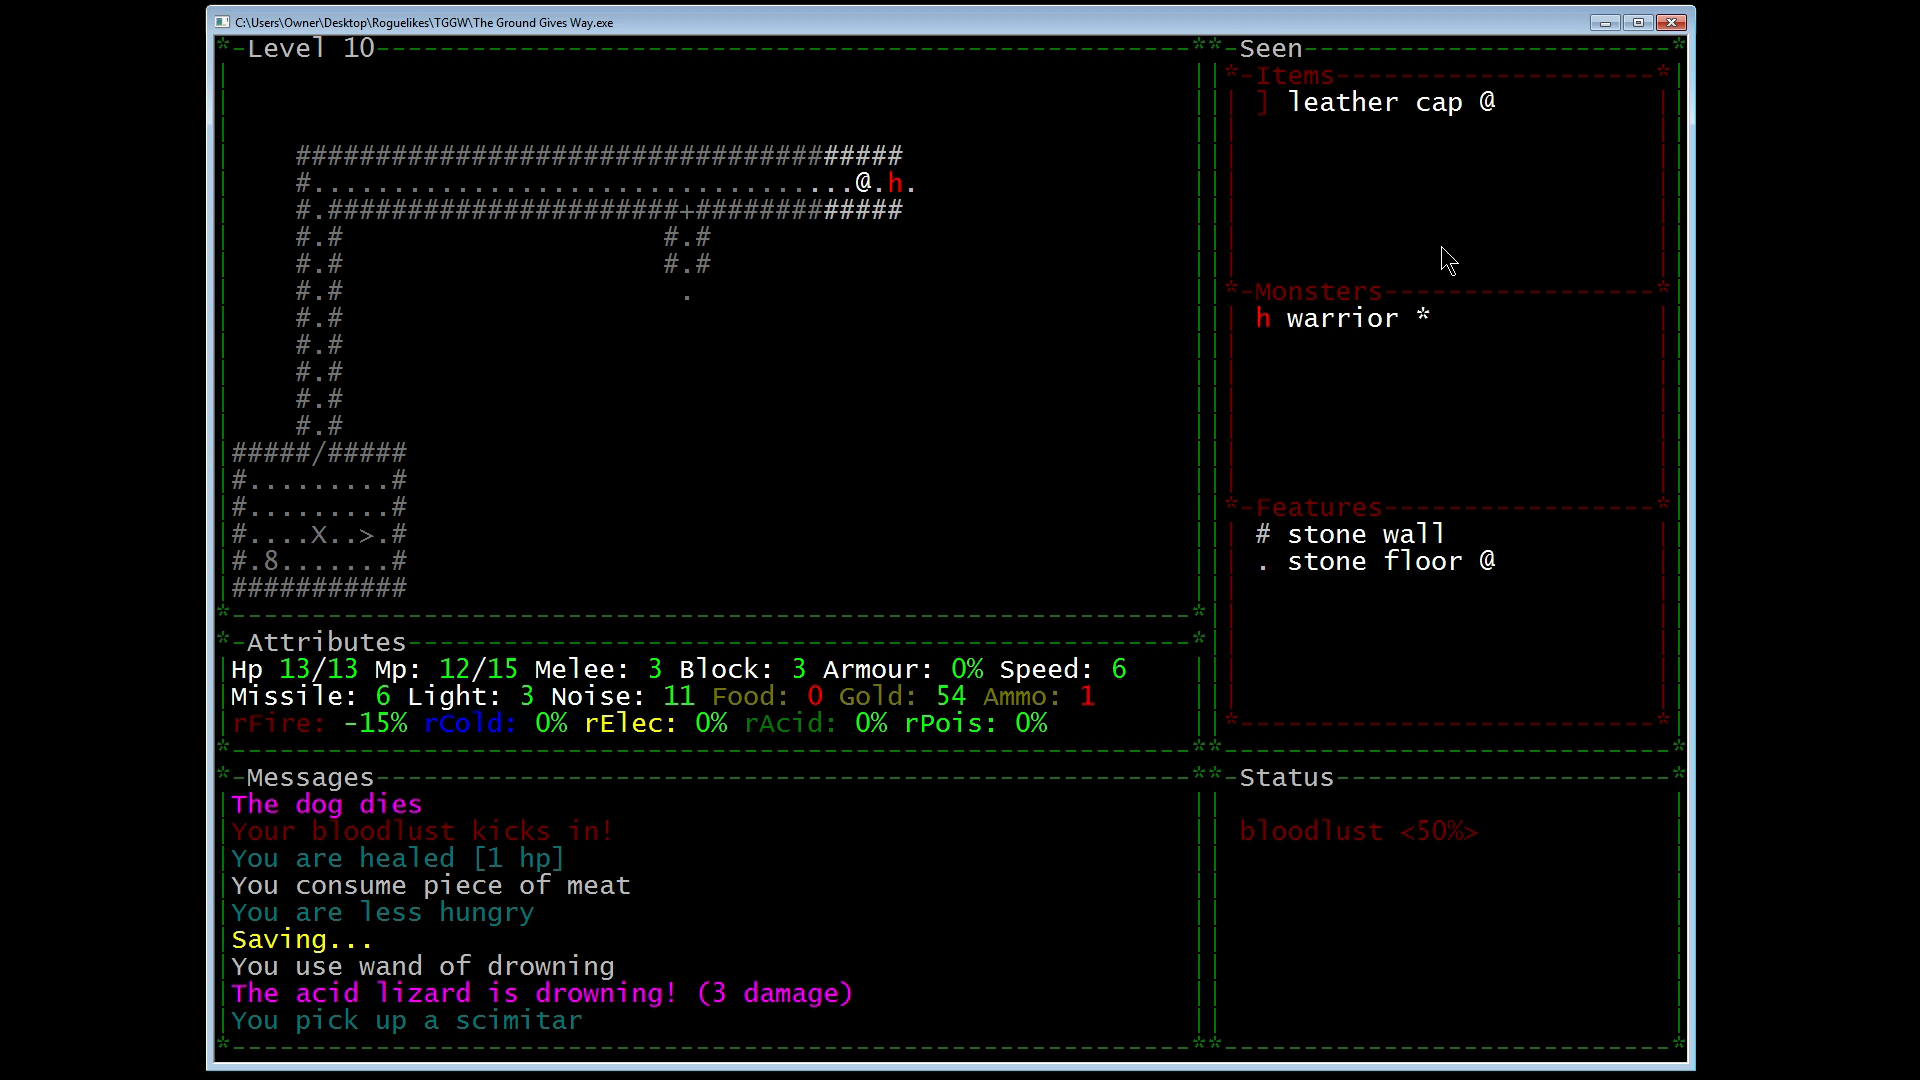 C:\Users\Owner\Desktop\Roguelikes\TGGW\The Ground Gives Way.exe
Level 10
Seen
Items
] leather cap @
######################################
#..................................@.h.
#.######################+#############
#.# #.#
#.# #.#
#.# .
#.#
Monsters
h warrior *
#.#
#.#
#.#
#.#
#####/#####
#.........#
#.........#
Features
#....x..>.#
# stone wall
#.8.......#
. stone floor @
###########
Attributes
Hp 13/13 Mp: 12/15 Melee: 3 Block: 3 Armour: 0% Speed: 6
Missile: 6 Light: 3 Noise: 11 Food: 0 Gold: 54 Ammo: 1
rFire: -15% rCold: 0% rElec: 0% rAcid: 0% rPois: 0%
Messages
The dog dies
Your bloodlust kicks in!
You are healed [1 hp]
You consume piece of meat
You are less hungry
Saving...
You use wand of drowning
The acid lizard is drowning! (3 damage)
You pick up a scimitar
Status
bloodlust <50%>